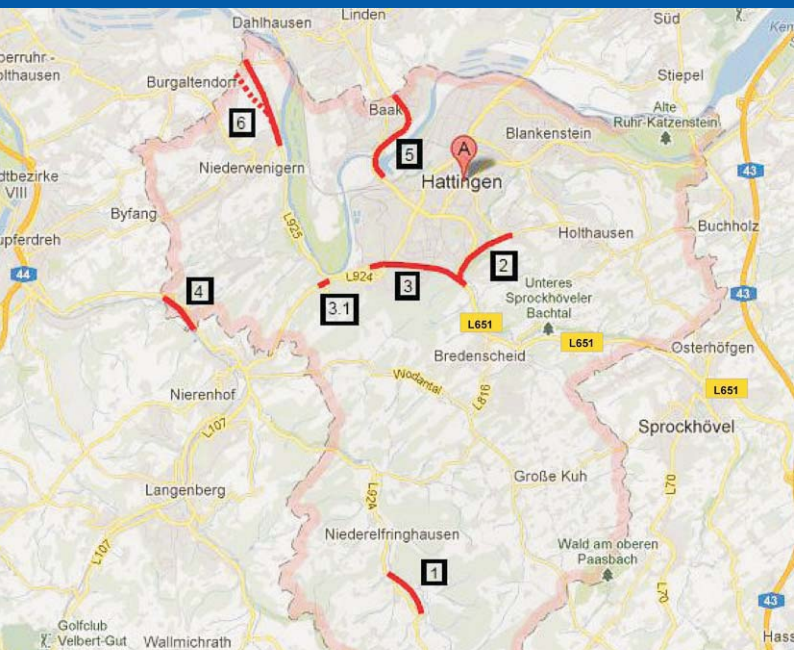 Dahlhausen
Linden
Süd
Stiepel
Burgaltendorf
Baak
Alte
Ruhr-Katzenstein
6
5
A
Blankenstein
Niederwenigern
Hattingen
43
VIII
Byfang
L925
Holthausen
Buchholz
44
2
4
L924
3
3.1
Unteres
Sprockhöveler
Bachtal
43
L651
L651
Bredenscheid
Osterhöfgen
Wodantal
L651
Nierenhof
L816
L107
Sprockhövel
Langenberg
L92A
Große Kuh
L70
Niederelfringhausen
L107
Wald am oberen
Paasbach
1
L70
43
Golfclub
Velbert-Gut
Wallmichrath